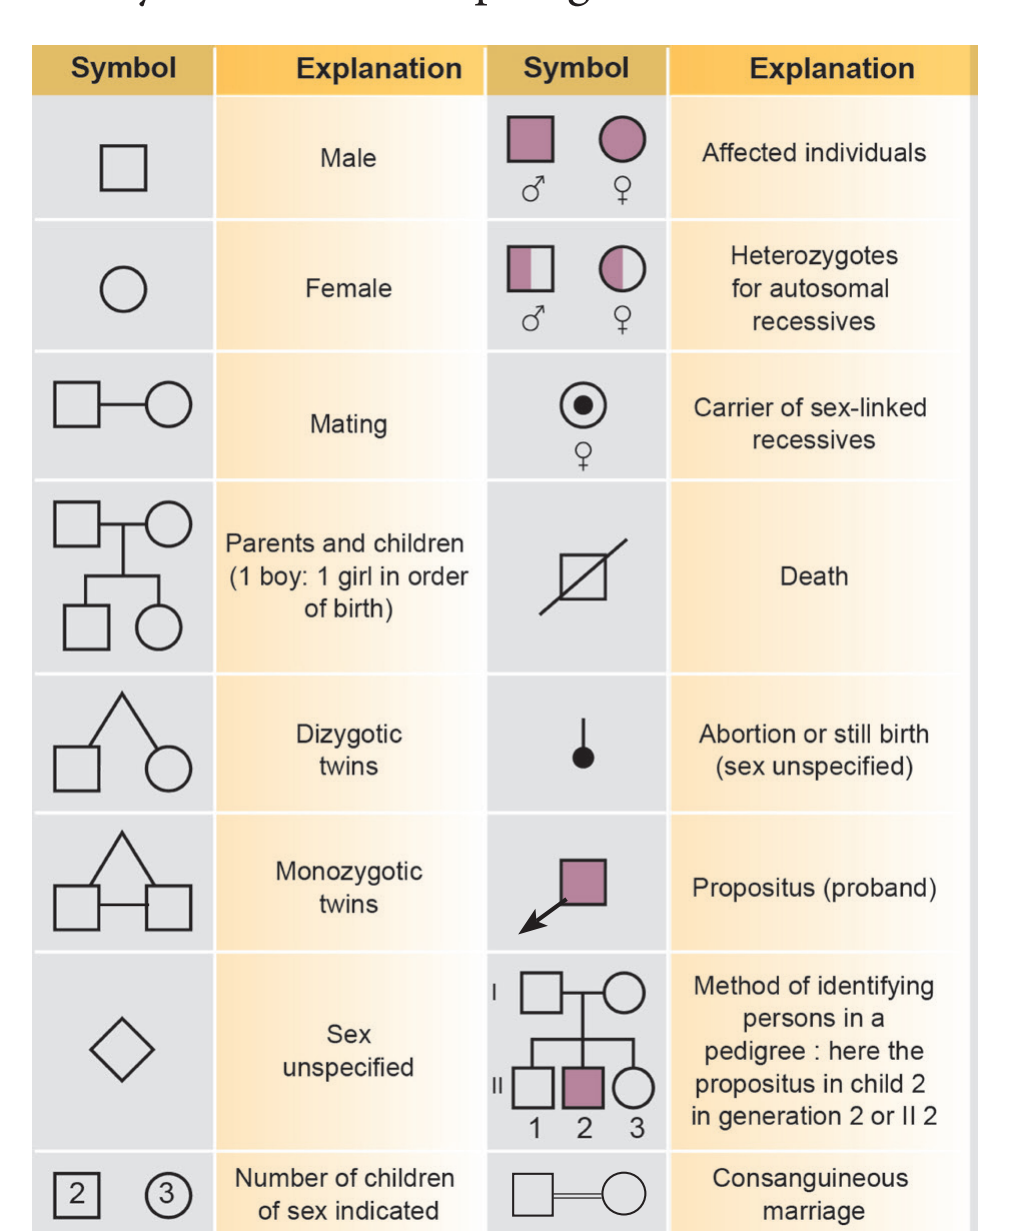 Symbol Explanation Symbol Explanation
Male
Affected individuals
♂ ♀
Female
Heterozygotes
for autosomal
recessives
♂ ♀
Mating
Carrier of sex-linked
recessives
♀
Parents and children
(1 boy: 1 girl in order
of birth)
Death
Dizygotic
twins
Abortion or still birth
(sex unspecified)
Monozygotic
twins
Propositus (proband)
Sex
unspecified
I
II
1 2 3
Method of identifying
persons in a
pedigree : here the
propositus in child 2
in generation 2 or II 2
2 3
Number of children
of sex indicated
Consanguineous
marriage